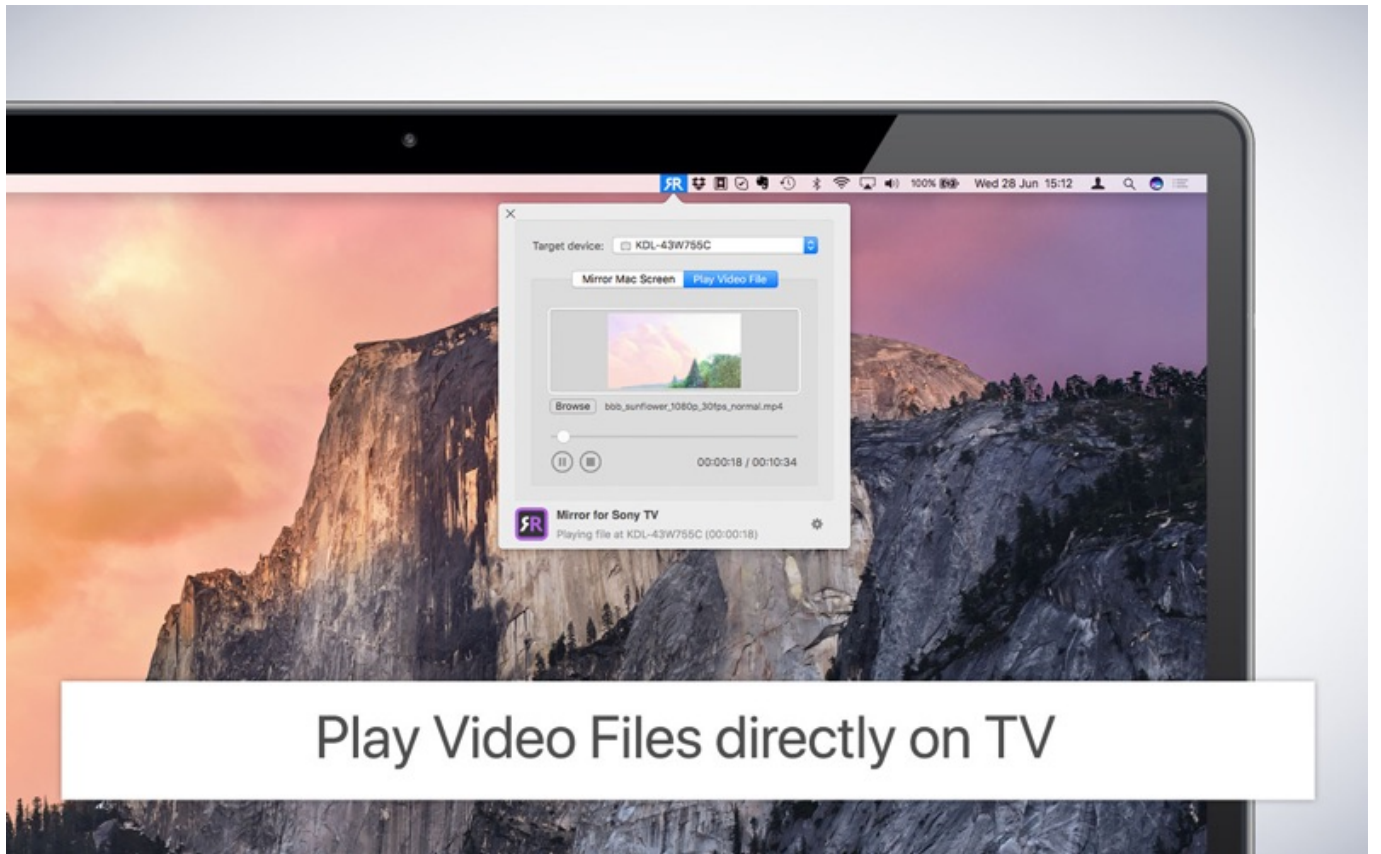 100%
Wed 28 Jun 15:12
Target device:
KDL-43W755C
Mirror Mac Screen
Play Video File
Browse
bbb_sunflower_1080p_30fps_normal.mp4
00:00:18 / 00:10:34
Mirror for Sony TV
Playing file at KDL-43W755C (00:00:18)
Play Video Files directly on TV